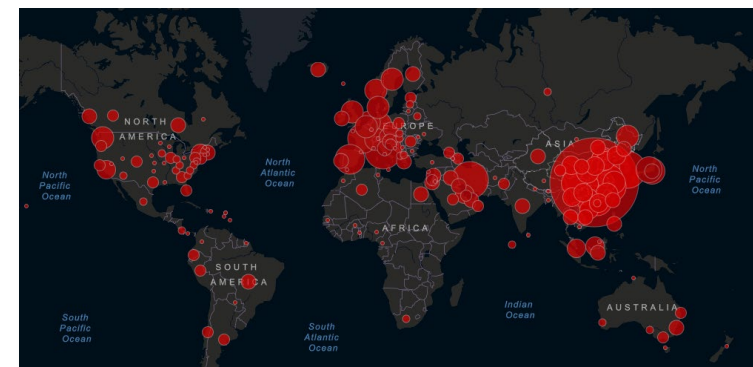 NORTH
AMERICA
EUROPE
ASIA
North
Pacific
Ocean
North
Atlantic
Ocean
North
Pacific
Ocean
AFRICA
SOUTH
AMERICA
Indian
Ocean
AUSTRALIA
South
Pacific
Ocean
South
Atlantic
Ocean